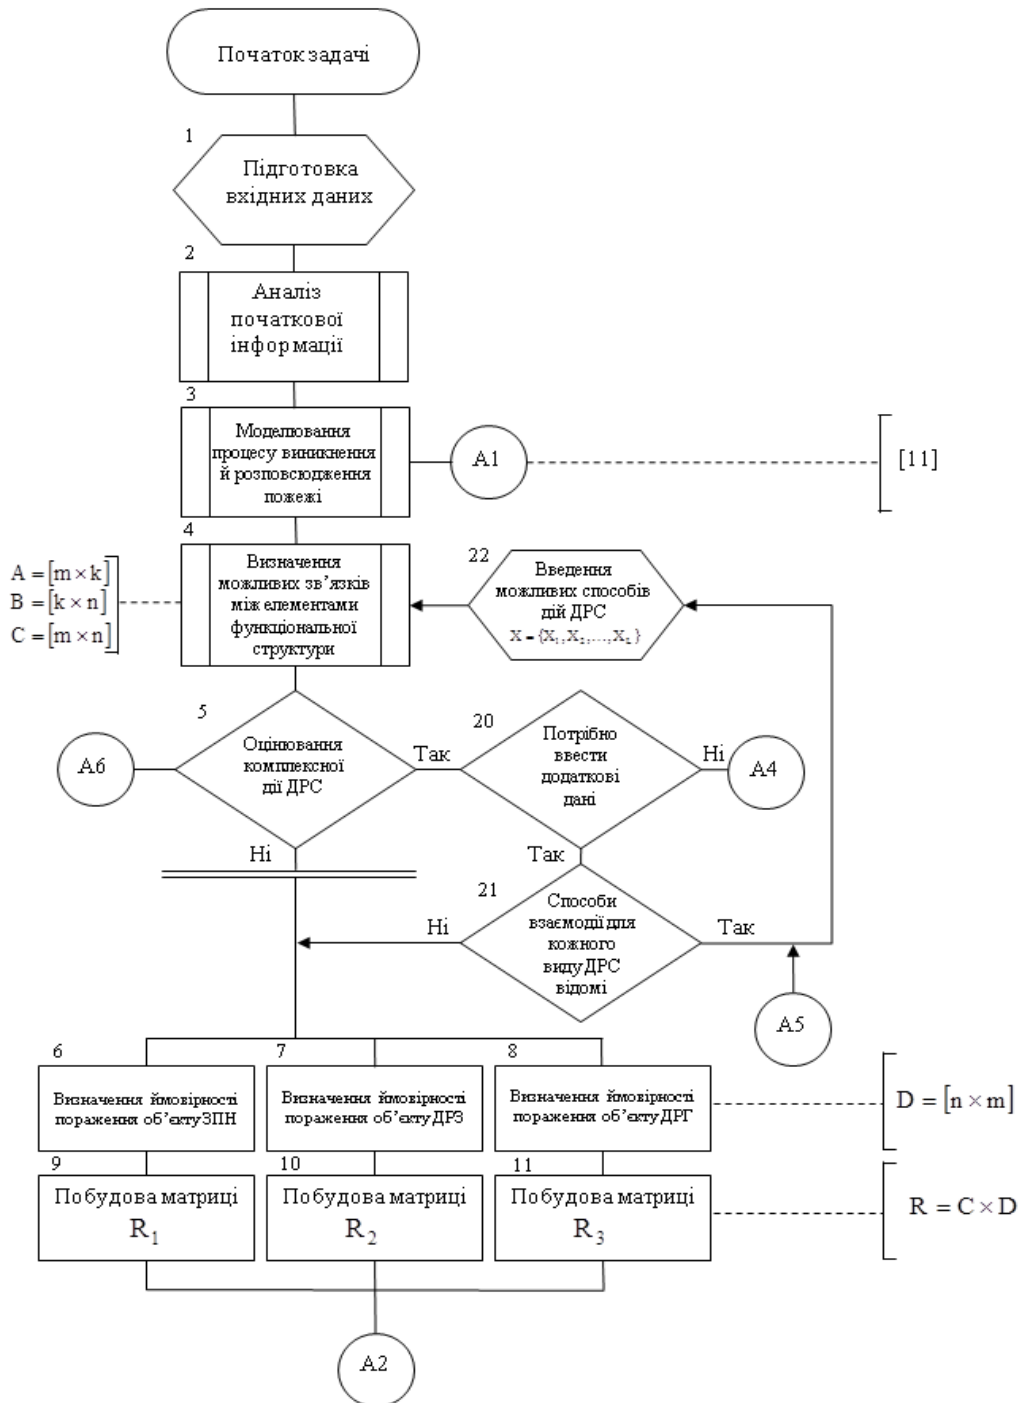 Початок задачі
1
Підготовка
вхідних даних
2
Аналіз
початкової
інформації
3
Моделювання
процесу виникнення
й розповсюдження
пожежі
A1
[11]
4
Визначення
можливих зв’язків
між елементами
функціональної
структури
A = [m × k]
B = [k × n]
C = [m × n]
22
Введення
можливих способів
дій ДРС
X = {X₁, X₂, ..., X_L}
5
Оцінювання
комплексної
дії ДРС
A6
Так
Ні
20
Потрібно
ввести
додаткові
дані
Ні
A4
Так
21
Способи
взаємодії для
кожного
виду ДРС
відомі
Ні
Так
A5
6
Визначення ймовірності
пораження об’єкту ЗПН
7
Визначення ймовірності
пораження об’єкту ДРЗ
8
Визначення ймовірності
пораження об’єкту ДРГ
D = [n × m]
9
Побудова матриці
R₁
10
Побудова матриці
R₂
11
Побудова матриці
R₃
R = C × D
A2